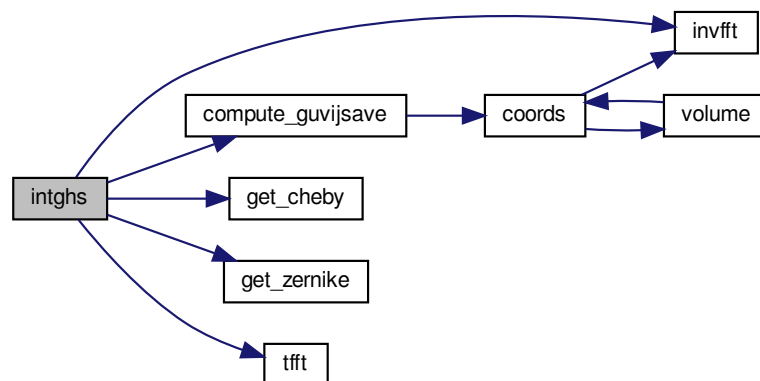 invfft
compute_guvijsave
coords
volume
intghs
get_cheby
get_zernike
tfft